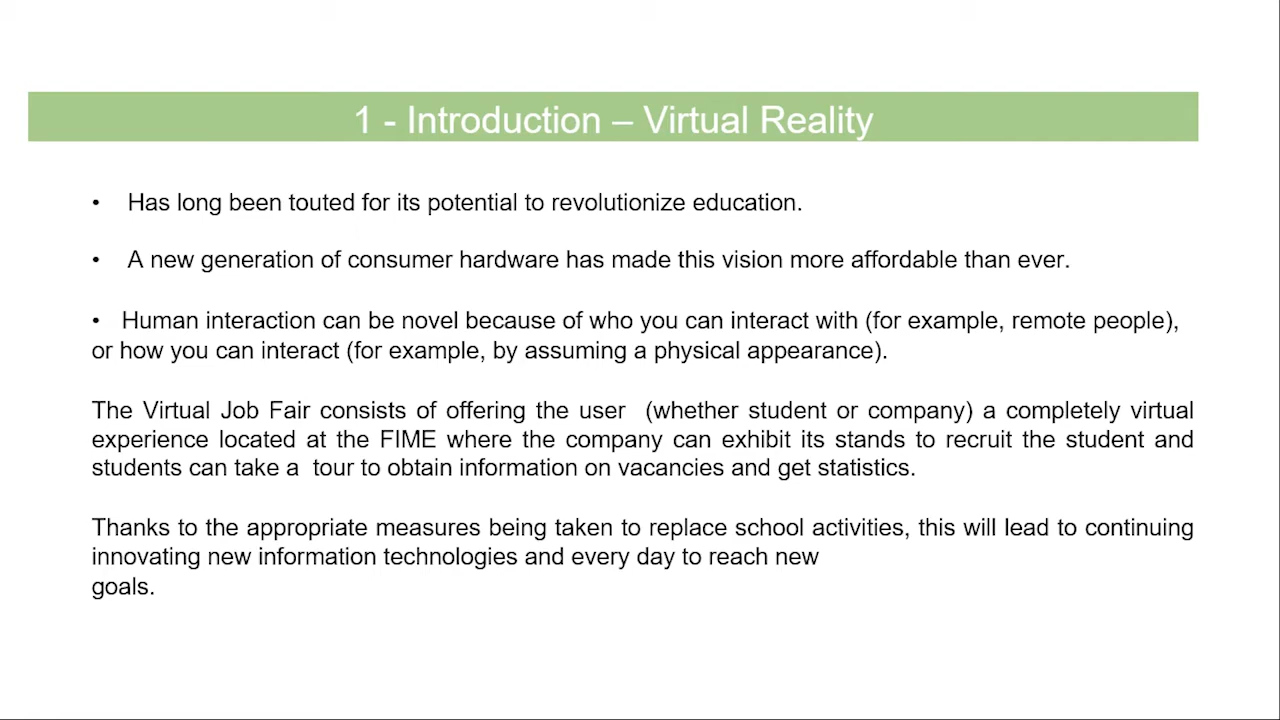 1 - Introduction – Virtual Reality
• Has long been touted for its potential to revolutionize education.
• A new generation of consumer hardware has made this vision more affordable than ever.
• Human interaction can be novel because of who you can interact with (for example, remote people),
or how you can interact (for example, by assuming a physical appearance).
The Virtual Job Fair consists of offering the user (whether student or company) a completely virtual
experience located at the FIME where the company can exhibit its stands to recruit the student and
students can take a tour to obtain information on vacancies and get statistics.
Thanks to the appropriate measures being taken to replace school activities, this will lead to continuing
innovating new information technologies and every day to reach new
goals.